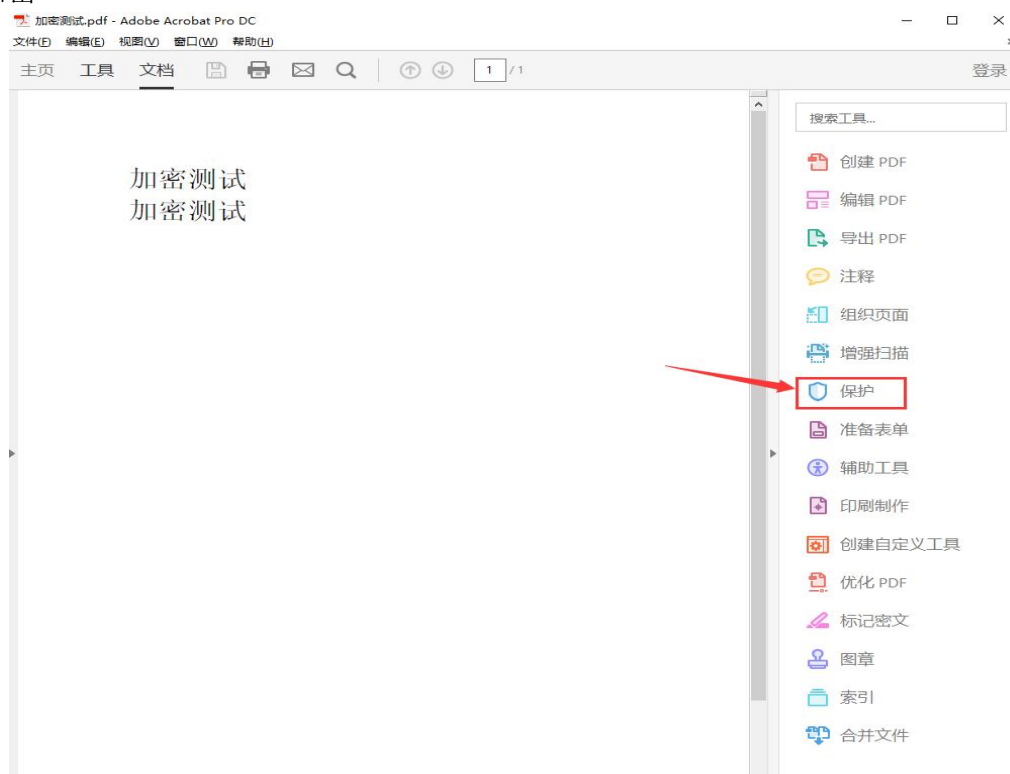 加密测试.pdf - Adobe Acrobat Pro DC
文件(F) 编辑(E) 视图(V) 窗口(W) 帮助(H)
主页 工具 文档 1 / 1 登录
搜索工具...
加密测试
加密测试
创建 PDF
编辑 PDF
导出 PDF
注释
组织页面
增强扫描
保护
准备表单
辅助工具
印刷制作
创建自定义工具
优化 PDF
标记密文
图章
索引
合并文件